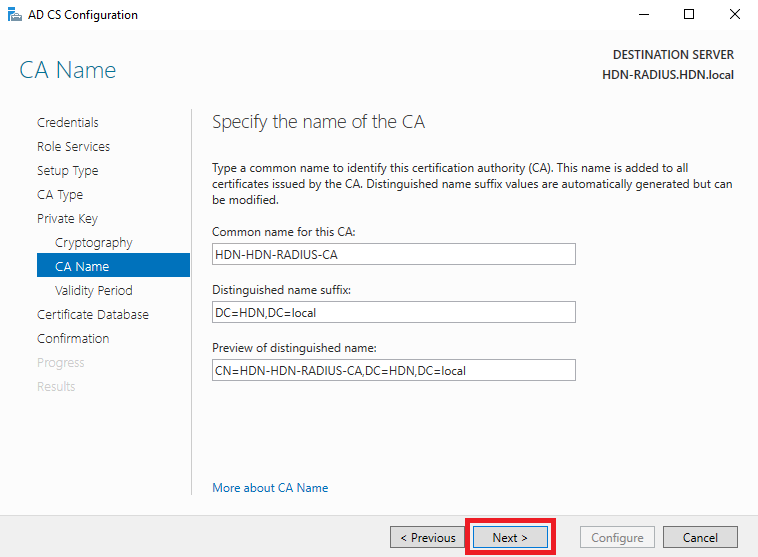 AD CS Configuration
CA Name
DESTINATION SERVER
HDN-RADIUS.HDN.local
Credentials
Role Services
Setup Type
CA Type
Private Key
Cryptography
CA Name
Validity Period
Certificate Database
Confirmation
Progress
Results
Specify the name of the CA
Type a common name to identify this certification authority (CA). This name is added to all
certificates issued by the CA. Distinguished name suffix values are automatically generated but can
be modified.
Common name for this CA:
HDN-HDN-RADIUS-CA
Distinguished name suffix:
DC=HDN,DC=local
Preview of distinguished name:
CN=HDN-HDN-RADIUS-CA,DC=HDN,DC=local
More about CA Name
< Previous
Next >
Configure
Cancel